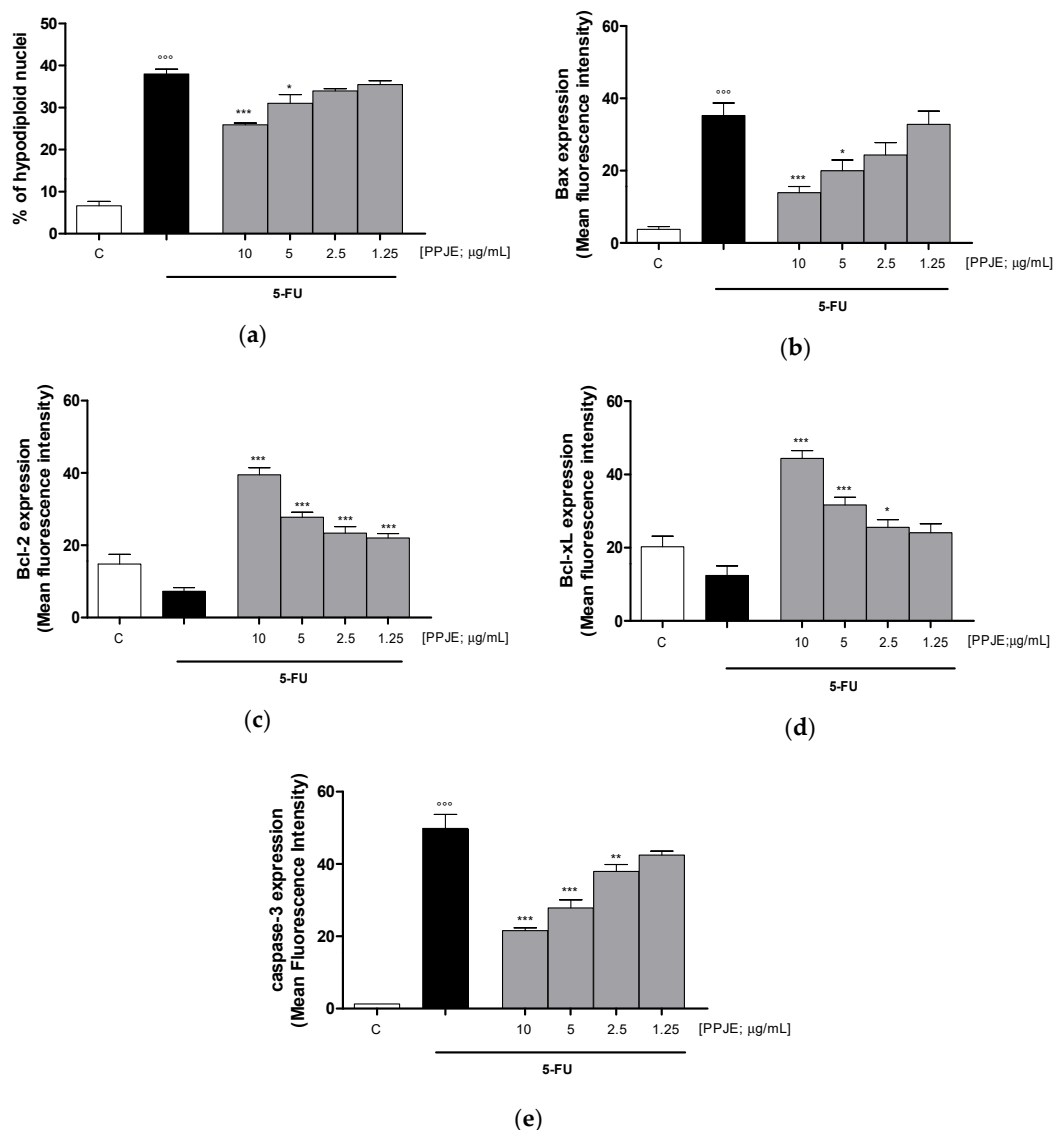 % of hypodiploid nuclei
50
40
30
20
10
0
°°°
***
*
C
10
5
2.5
1.25
[PPJE; μg/mL]
5-FU
(a)
Bax expression
(Mean fluorescence intensity)
60
40
20
0
°°°
***
*
C
10
5
2.5
1.25
[PPJE; μg/mL]
5-FU
(b)
Bcl-2 expression
(Mean fluorescence intensity)
60
40
20
0
***
***
***
***
C
10
5
2.5
1.25
[PPJE; μg/mL]
5-FU
(c)
Bcl-xL expression
(Mean fluorescence intensity)
60
40
20
0
***
***
*
C
10
5
2.5
1.25
[PPJE;μg/mL]
5-FU
(d)
caspase-3 expression
(Mean Fluorescence Intensity)
60
40
20
0
°°°
***
***
**
C
10
5
2.5
1.25
[PPJE; μg/mL]
5-FU
(e)